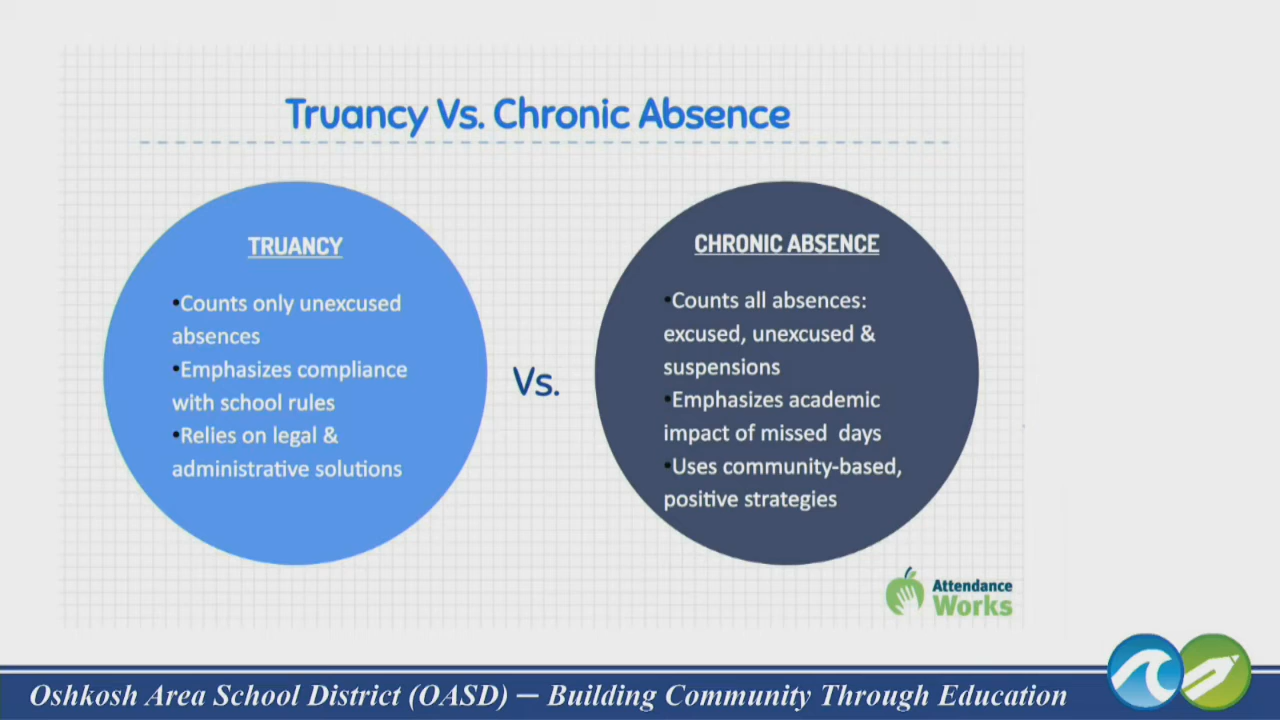 Truancy Vs. Chronic Absence
TRUANCY
•Counts only unexcused
absences
•Emphasizes compliance
with school rules
•Relies on legal &
administrative solutions
Vs.
CHRONIC ABSENCE
•Counts all absences:
excused, unexcused &
suspensions
•Emphasizes academic
impact of missed days
•Uses community-based,
positive strategies
Attendance
Works
Oshkosh Area School District (OASD) — Building Community Through Education